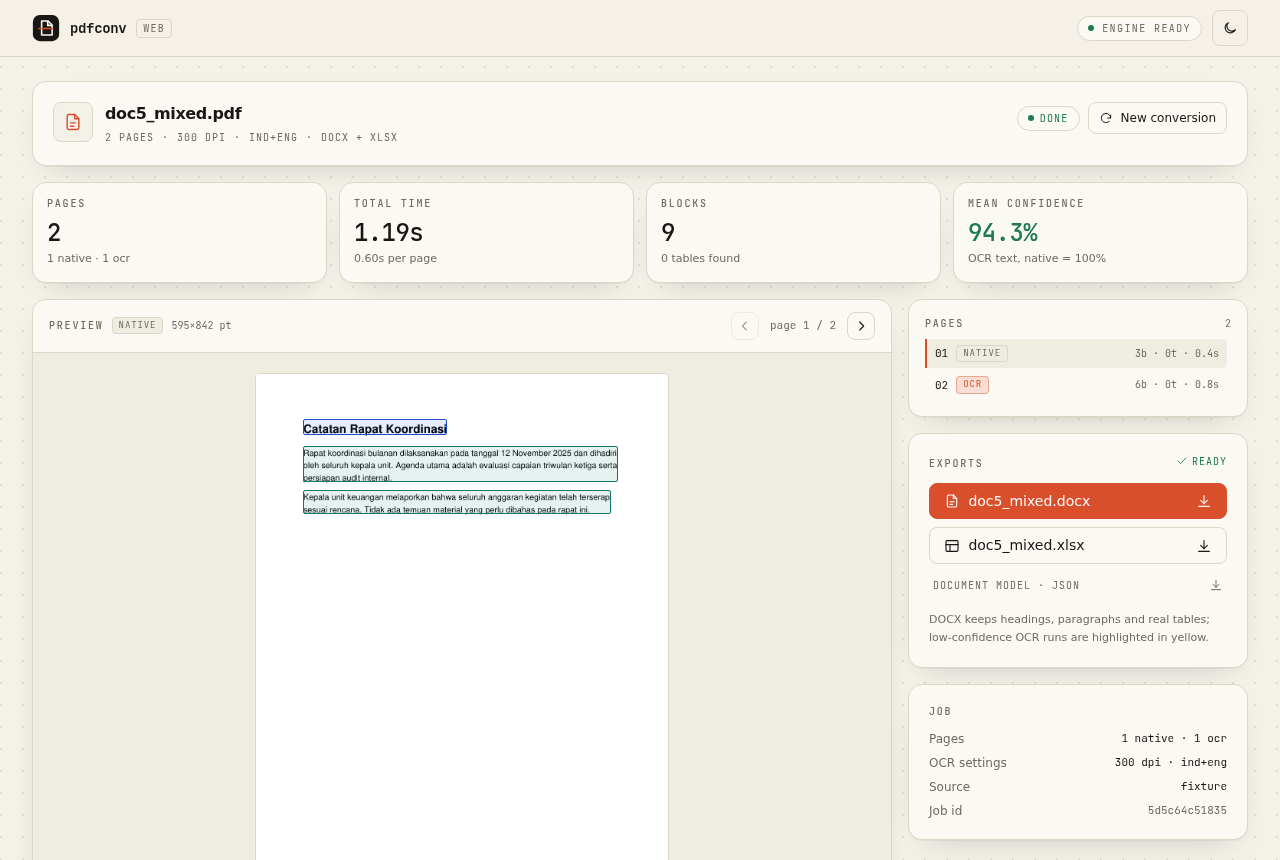 pdfconv WEB
ENGINE READY
doc5_mixed.pdf
2 PAGES · 300 DPI · IND+ENG · DOCX + XLSX
DONE
New conversion
PAGES
2
1 native · 1 ocr
TOTAL TIME
1.19s
0.60s per page
BLOCKS
9
0 tables found
MEAN CONFIDENCE
94.3%
OCR text, native = 100%
PREVIEW NATIVE 595×842 pt
page 1 / 2
Catatan Rapat Koordinasi
Rapat koordinasi bulanan dilaksanakan pada tanggal 12 November 2025 dan dihadiri
oleh seluruh kepala unit. Agenda utama adalah evaluasi capaian triwulan ketiga serta
persiapan audit internal.
Kepala unit keuangan melaporkan bahwa seluruh anggaran kegiatan telah terserap
sesuai rencana. Tidak ada temuan material yang perlu dibahas pada rapat ini.
PAGES 2
01 NATIVE 3b · 0t · 0.4s
02 OCR 6b · 0t · 0.8s
EXPORTS READY
doc5_mixed.docx
doc5_mixed.xlsx
DOCUMENT MODEL · JSON
DOCX keeps headings, paragraphs and real tables;
low-confidence OCR runs are highlighted in yellow.
JOB
Pages 1 native · 1 ocr
OCR settings 300 dpi · ind+eng
Source fixture
Job id 5d5c64c51835